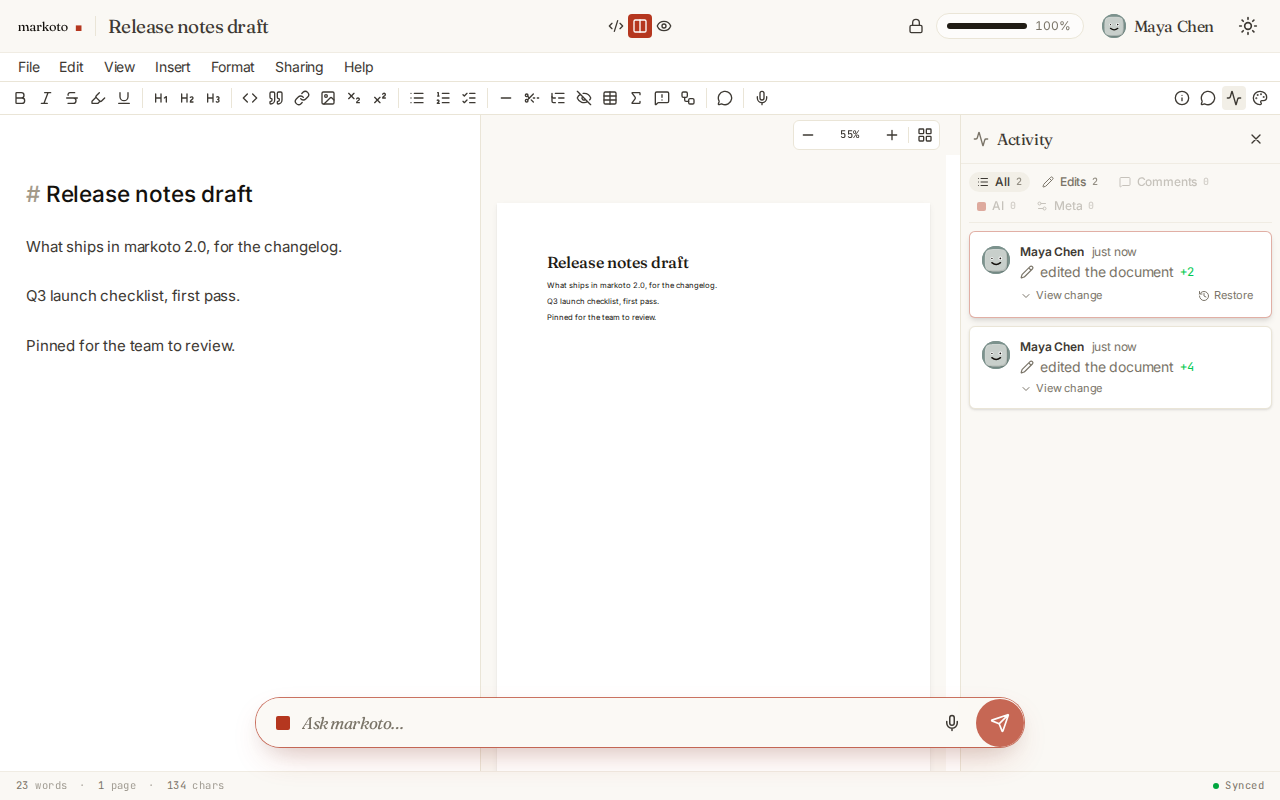 markoto
Release notes draft
100%
Maya Chen
File Edit View Insert Format Sharing Help
H1 H2 H3
X2 X2
55%
Activity
All 2 Edits 2 Comments 0
AI 0 Meta 0
# Release notes draft
What ships in markoto 2.0, for the changelog.
Q3 launch checklist, first pass.
Pinned for the team to review.
Release notes draft
What ships in markoto 2.0, for the changelog.
Q3 launch checklist, first pass.
Pinned for the team to review.
Maya Chen just now
edited the document +2
View change Restore
Maya Chen just now
edited the document +4
View change
Ask markoto...
23 words · 1 page · 134 chars
Synced